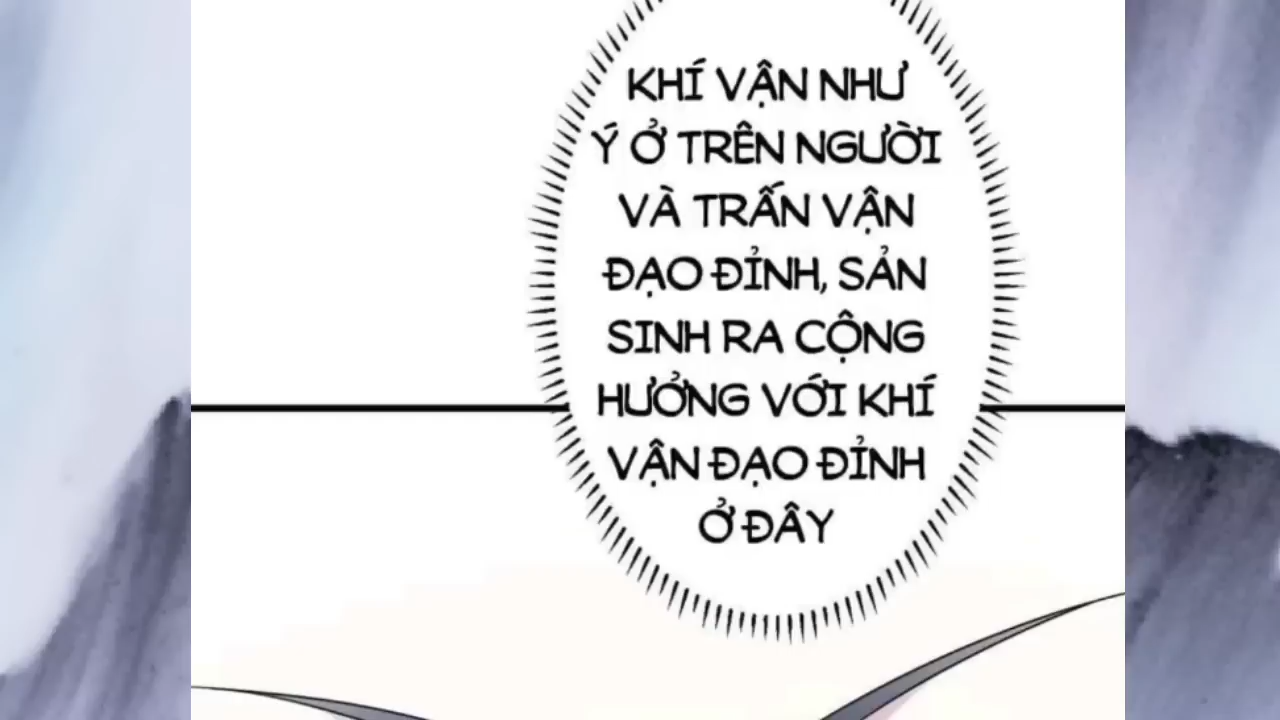 KHÍ VẬN NHƯ
Ý Ở TRÊN NGƯỜI
VÀ TRẤN VẬN
ĐẠO ĐỈNH, SẢN
SINH RA CỘNG
HƯỞNG VỚI KHÍ
VẬN ĐẠO ĐỈNH
Ở ĐÂY